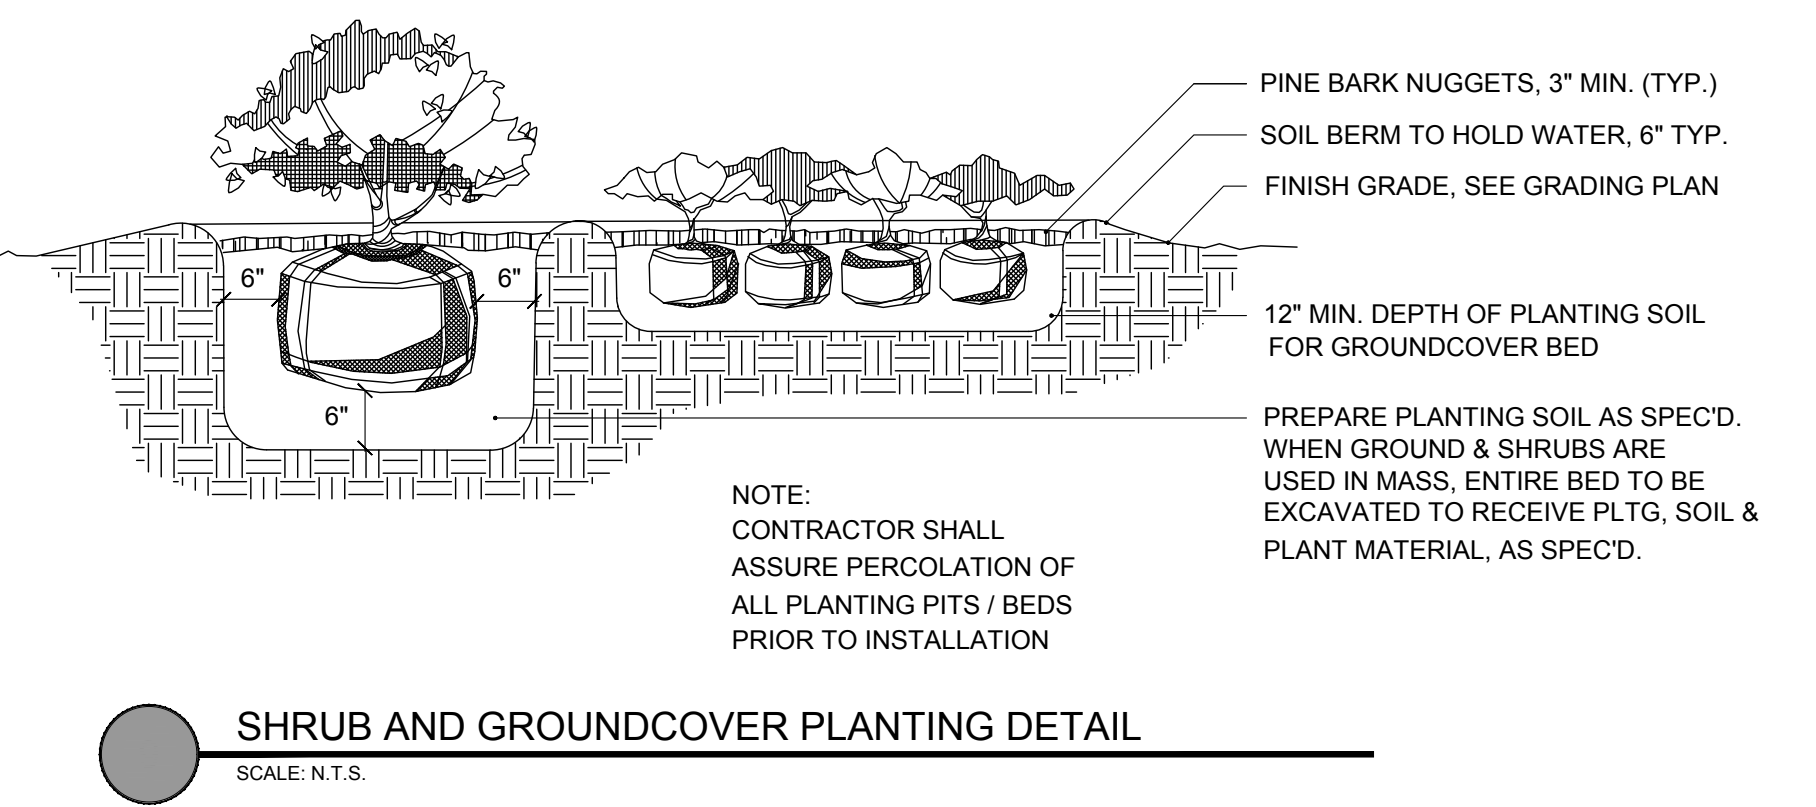 PINE BARK NUGGETS, 3" MIN. (TYP.)
SOIL BERM TO HOLD WATER, 6" TYP.
FINISH GRADE, SEE GRADING PLAN
6"
6"
12" MIN. DEPTH OF PLANTING SOIL
FOR GROUNDCOVER BED
6"
PREPARE PLANTING SOIL AS SPEC'D.
WHEN GROUND & SHRUBS ARE
USED IN MASS, ENTIRE BED TO BE
EXCAVATED TO RECEIVE PLTG, SOIL &
PLANT MATERIAL, AS SPEC'D.
NOTE:
CONTRACTOR SHALL
ASSURE PERCOLATION OF
ALL PLANTING PITS / BEDS
PRIOR TO INSTALLATION
SHRUB AND GROUNDCOVER PLANTING DETAIL
SCALE: N.T.S.